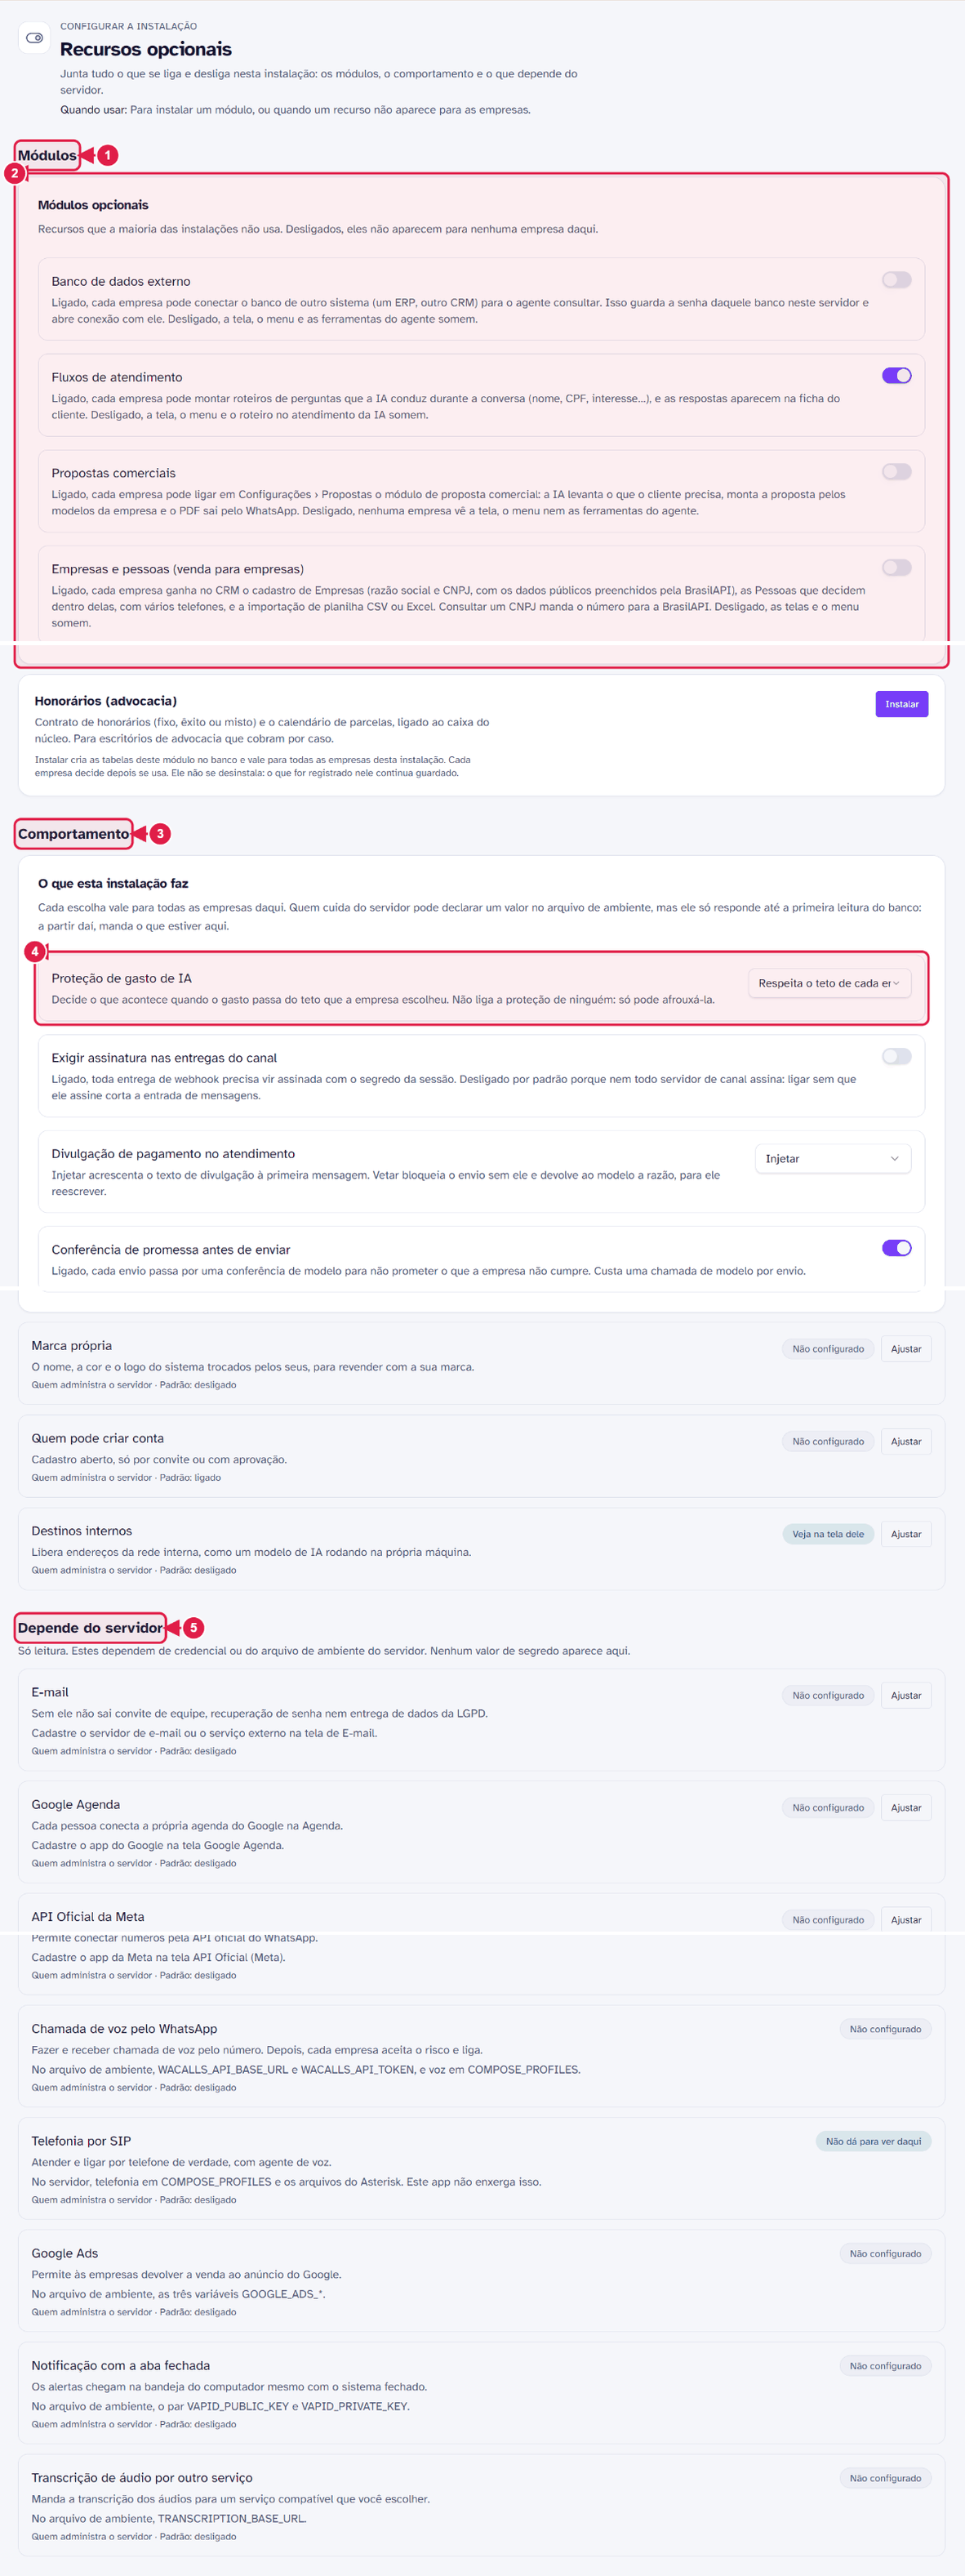 CONFIGURAR A INSTALAÇÃO
Recursos opcionais
Junta tudo o que se liga e desliga nesta instalação: os módulos, o comportamento e o que depende do
servidor.
Quando usar: Para instalar um módulo, ou quando um recurso não aparece para as empresas.
Módulos
1
2
Módulos opcionais
Recursos que a maioria das instalações não usa. Desligados, eles não aparecem para nenhuma empresa daqui.
Banco de dados externo
Ligado, cada empresa pode conectar o banco de outro sistema (um ERP, outro CRM) para o agente consultar. Isso guarda a senha daquele banco neste servidor e
abre conexão com ele. Desligado, a tela, o menu e as ferramentas do agente somem.
Fluxos de atendimento
Ligado, cada empresa pode montar roteiros de perguntas que a IA conduz durante a conversa (nome, CPF, interesse...), e as respostas aparecem na ficha do
cliente. Desligado, a tela, o menu e o roteiro no atendimento da IA somem.
Propostas comerciais
Ligado, cada empresa pode ligar em Configurações › Propostas o módulo de proposta comercial: a IA levanta o que o cliente precisa, monta a proposta pelos
modelos da empresa e o PDF sai pelo WhatsApp. Desligado, nenhuma empresa vê a tela, o menu nem as ferramentas do agente.
Empresas e pessoas (venda para empresas)
Ligado, cada empresa ganha no CRM o cadastro de Empresas (razão social e CNPJ, com os dados públicos preenchidos pela BrasilAPI), as Pessoas que decidem
dentro delas, com vários telefones, e a importação de planilha CSV ou Excel. Consultar um CNPJ manda o número para a BrasilAPI. Desligado, as telas e o menu
somem.
Honorários (advocacia)
Instalar
Contrato de honorários (fixo, êxito ou misto) e o calendário de parcelas, ligado ao caixa do
núcleo. Para escritórios de advocacia que cobram por caso.
Instalar cria as tabelas deste módulo no banco e vale para todas as empresas desta instalação. Cada
empresa decide depois se usa. Ele não se desinstala: o que for registrado nele continua guardado.
Comportamento
3
O que esta instalação faz
Cada escolha vale para todas as empresas daqui. Quem cuida do servidor pode declarar um valor no arquivo de ambiente, mas ele só responde até a primeira leitura do banco:
a partir daí, manda o que estiver aqui.
4
Proteção de gasto de IA
Respeita o teto de cada er
Decide o que acontece quando o gasto passa do teto que a empresa escolheu. Não liga a proteção de ninguém: só pode afrouxá-la.
Exigir assinatura nas entregas do canal
Ligado, toda entrega de webhook precisa vir assinada com o segredo da sessão. Desligado por padrão porque nem todo servidor de canal assina: ligar sem que
ele assine corta a entrada de mensagens.
Divulgação de pagamento no atendimento
Injetar
Injetar acrescenta o texto de divulgação à primeira mensagem. Vetar bloqueia o envio sem ele e devolve ao modelo a razão, para ele
reescrever.
Conferência de promessa antes de enviar
Ligado, cada envio passa por uma conferência de modelo para não prometer o que a empresa não cumpre. Custa uma chamada de modelo por envio.
Marca própria
Não configurado
Ajustar
O nome, a cor e o logo do sistema trocados pelos seus, para revender com a sua marca.
Quem administra o servidor · Padrão: desligado
Quem pode criar conta
Não configurado
Ajustar
Cadastro aberto, só por convite ou com aprovação.
Quem administra o servidor · Padrão: ligado
Destinos internos
Veja na tela dele
Ajustar
Libera endereços da rede interna, como um modelo de IA rodando na própria máquina.
Quem administra o servidor · Padrão: desligado
Depende do servidor
5
Só leitura. Estes dependem de credencial ou do arquivo de ambiente do servidor. Nenhum valor de segredo aparece aqui.
E-mail
Não configurado
Ajustar
Sem ele não sai convite de equipe, recuperação de senha nem entrega de dados da LGPD.
Cadastre o servidor de e-mail ou o serviço externo na tela de E-mail.
Quem administra o servidor · Padrão: desligado
Google Agenda
Não configurado
Ajustar
Cada pessoa conecta a própria agenda do Google na Agenda.
Cadastre o app do Google na tela Google Agenda.
Quem administra o servidor · Padrão: desligado
API Oficial da Meta
Não configurado
Ajustar
Permite conectar números pela API oficial do WhatsApp.
Cadastre o app da Meta na tela API Oficial (Meta).
Quem administra o servidor · Padrão: desligado
Chamada de voz pelo WhatsApp
Não configurado
Fazer e receber chamada de voz pelo número. Depois, cada empresa aceita o risco e liga.
No arquivo de ambiente, WACALLS_API_BASE_URL e WACALLS_API_TOKEN, e voz em COMPOSE_PROFILES.
Quem administra o servidor · Padrão: desligado
Telefonia por SIP
Não dá para ver daqui
Atender e ligar por telefone de verdade, com agente de voz.
No servidor, telefonia em COMPOSE_PROFILES e os arquivos do Asterisk. Este app não enxerga isso.
Quem administra o servidor · Padrão: desligado
Google Ads
Não configurado
Permite às empresas devolver a venda ao anúncio do Google.
No arquivo de ambiente, as três variáveis GOOGLE_ADS_*.
Quem administra o servidor · Padrão: desligado
Notificação com a aba fechada
Não configurado
Os alertas chegam na bandeja do computador mesmo com o sistema fechado.
No arquivo de ambiente, o par VAPID_PUBLIC_KEY e VAPID_PRIVATE_KEY.
Quem administra o servidor · Padrão: desligado
Transcrição de áudio por outro serviço
Não configurado
Manda a transcrição dos áudios para um serviço compatível que você escolher.
No arquivo de ambiente, TRANSCRIPTION_BASE_URL.
Quem administra o servidor · Padrão: desligado